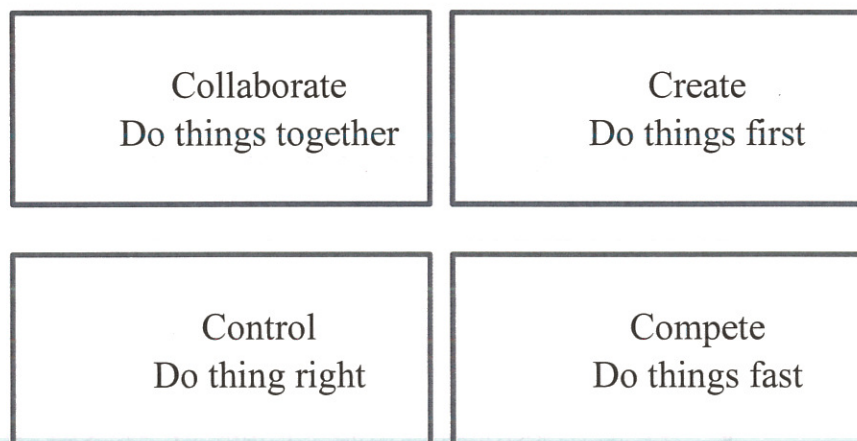 Collaborate
Do things together
Create
Do things first
Control
Do thing right
Compete
Do things fast